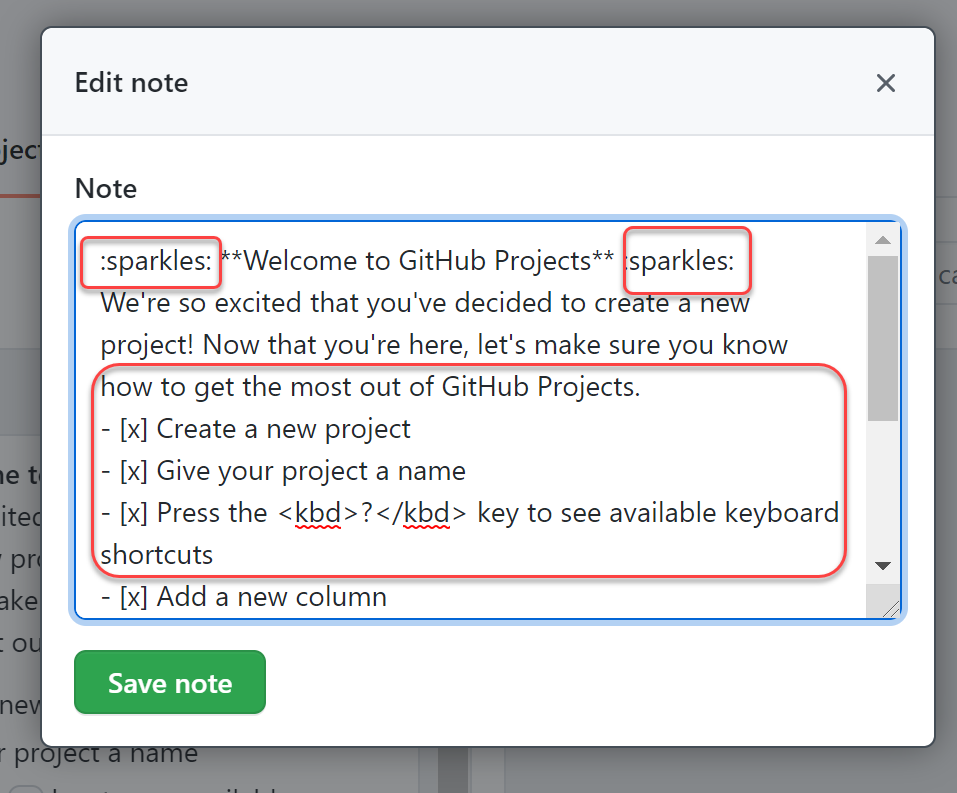 Edit note
Note
:sparkles: **Welcome to GitHub Projects** :sparkles:
We're so excited that you've decided to create a new
project! Now that you're here, let's make sure you know
how to get the most out of GitHub Projects.
- [x] Create a new project
- [x] Give your project a name
- [x] Press the <kbd>?</kbd> key to see available keyboard
shortcuts
- [x] Add a new column
Save note
r project a name